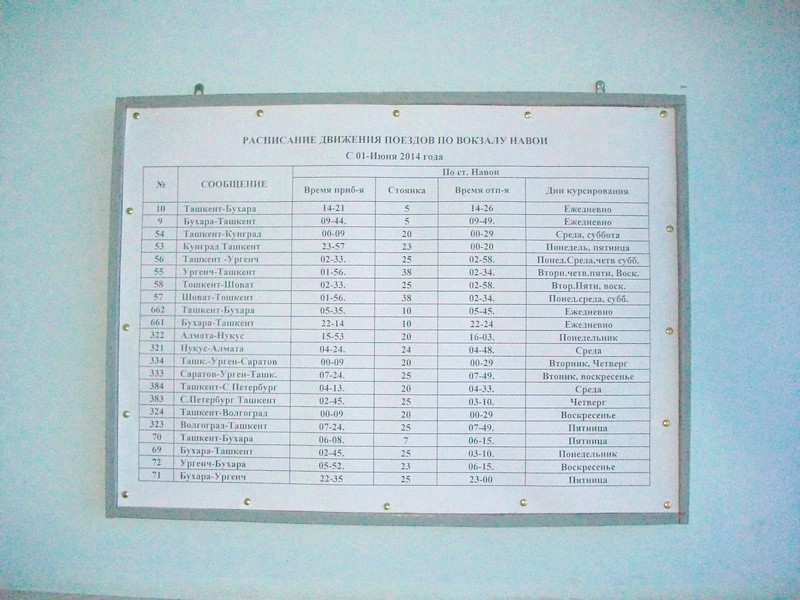 РАСПИСАНИЕ ДВИЖЕНИЯ ПОЕЗДОВ ПО ВОКЗАЛУ НАВОИ
С 01-Июня 2014 года
№ СООБЩЕНИЕ По ст. Навои
Время приб-я Стоянка Время отп-я Дни курсирования
10 Ташкент-Бухара 14-21 5 14-26 Ежедневно
9 Бухара-Ташкент 09-44. 5 09-49. Ежедневно
54 Ташкент-Кунград 00-09 20 00-29 Среда, суббота
53 Кунград Ташкент 23-57 23 00-20 Понедель, пятница
56 Ташкент -Ургенч 02-33. 25 02-58. Понед.Среда,четв субб.
55 Ургенч-Ташкент 01-56. 38 02-34. Вторн.четв.пятн, Воск.
58 Тошкент-Шоват 02-33. 25 02-58. Втор.Пятн, воск.
57 Шоват-Тошкент 01-56. 38 02-34. Понед.среда, субб.
662 Ташкент-Бухара 05-35. 10 05-45. Ежедневно
661 Бухара-Ташкент 22-14 10 22-24 Ежедневно
322 Алмата-Нукус 15-53 20 16-03. Понедельник
321 Нукус-Алмата 04-24. 24 04-48. Среда
334 Ташк.-Урген-Саратов 00-09 20 00-29 Вторник, Четверг
333 Саратов-Урген-Ташк. 07-24. 25 07-49. Втоник, воскресенье
384 Ташкент-С Петербург 04-13. 20 04-33. Среда
383 С.Петербург Ташкент 02-45. 25 03-10. Четверг
324 Ташкент-Волгоград 00-09 20 00-29 Воскресенье
323 Волгоград-Ташкент 07-24. 25 07-49. Пятница
70 Ташкент-Бухара 06-08. 7 06-15. Пятница
69 Бухара-Ташкент 02-45. 25 03-10. Понедельник
72 Ургенч-Бухара 05-52. 23 06-15. Воскресенье
71 Бухара-Ургенч 22-35 25 23-00 Пятница